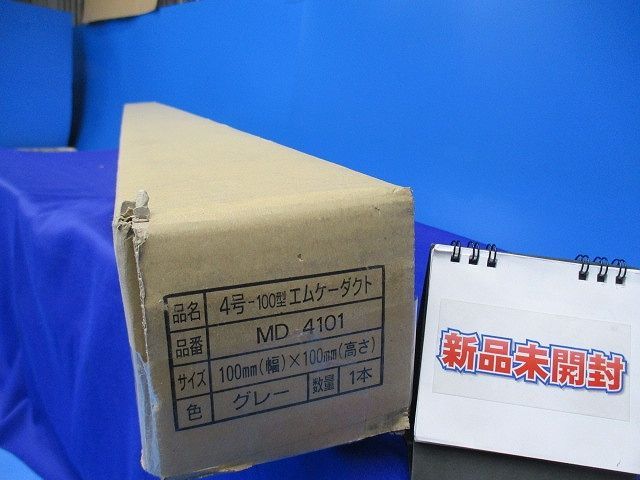 品名 4号-100型エムケーダクト
品番 MD 4101
サイズ 100mm(幅)×100mm(高さ)
色 グレー 数量 1本
新品未開封